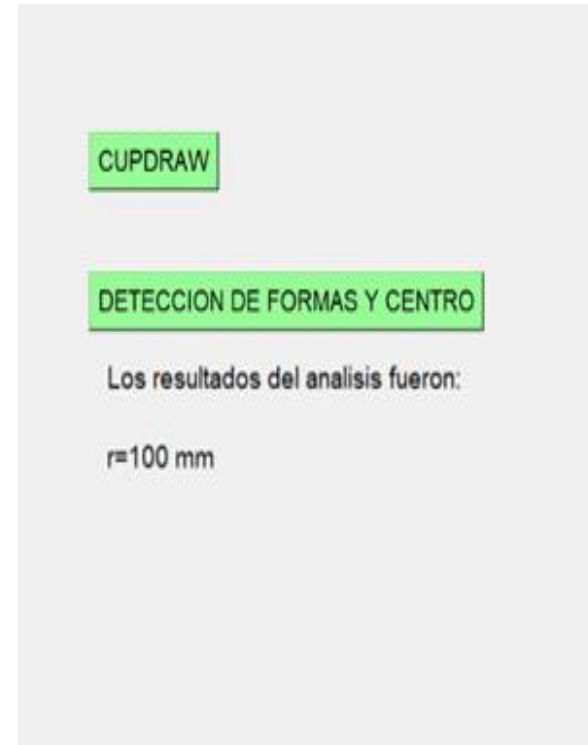 CUPDRAW
DETECCION DE FORMAS Y CENTRO
Los resultados del analisis fueron:
r=100 mm